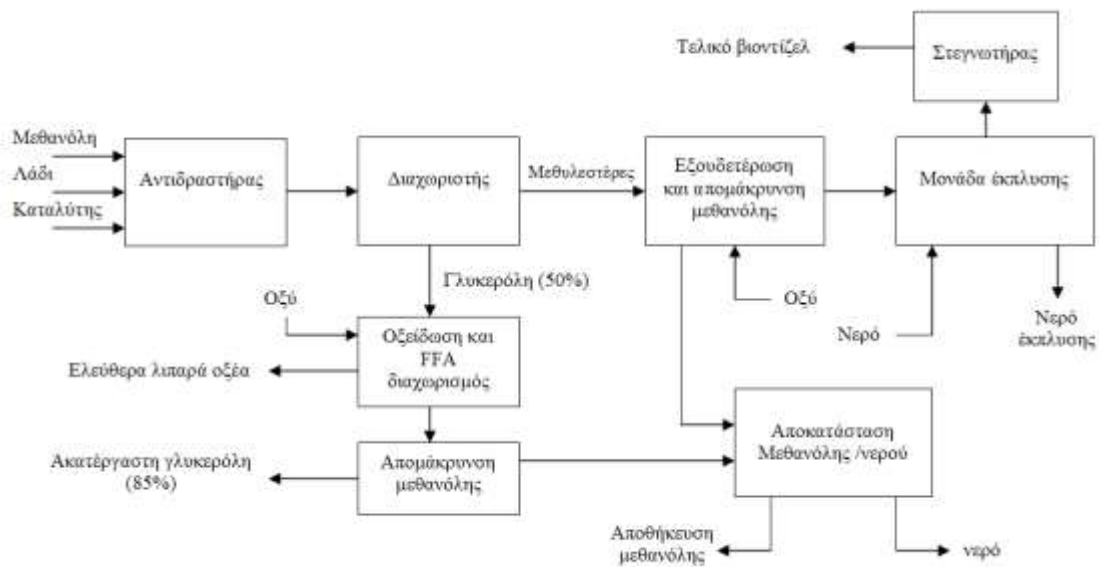 Τελικό βιοντίζελ
Στεγνωτήρας
Μεθανόλη
Λάδι
Καταλύτης
Αντιδραστήρας
Διαχωριστής
Μεθυλεστέρες
Εξουδετέρωση
και απομάκρυνση
μεθανόλης
Μονάδα έκπλυσης
Γλυκερόλη (50%)
Οξύ
Οξύ
Νερό
Νερό
έκπλυσης
Οξείδωση και
FFA
διαχωρισμός
Ελεύθερα λιπαρά οξέα
Ακατέργαστη γλυκερόλη
(85%)
Απομάκρυνση
μεθανόλης
Αποκατάσταση
Μεθανόλης /νερού
Αποθήκευση
μεθανόλης
νερό